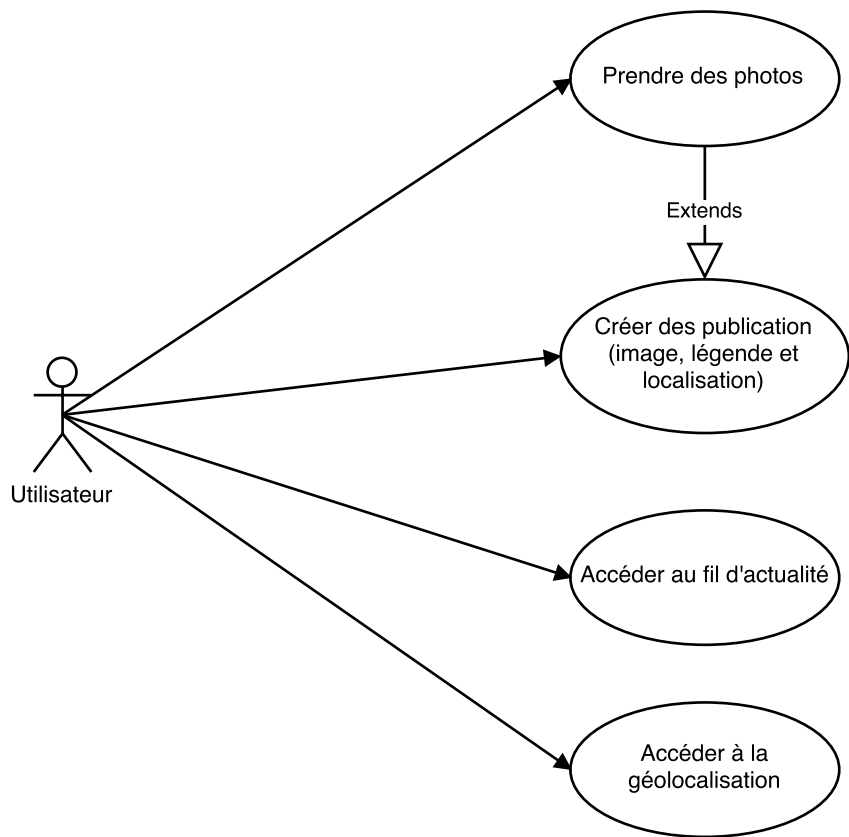 Prendre des photos
Extends
Créer des publication
(image, légende et
localisation)
Utilisateur
Accéder au fil d'actualité
Accéder à la
géolocalisation